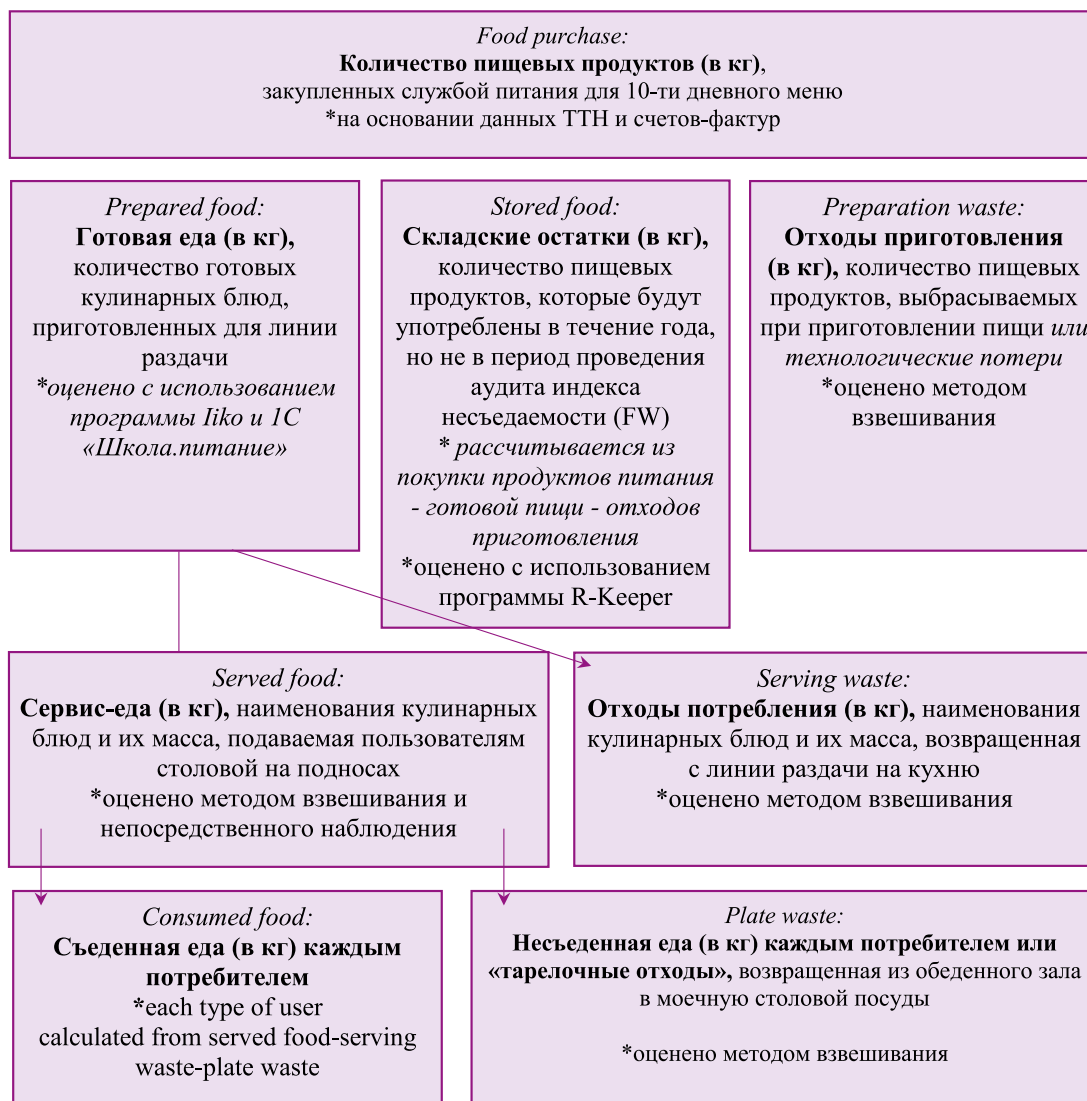 Food purchase:
Количество пищевых продуктов (в кг),
закупленных службой питания для 10-ти дневного меню
*на основании данных ТТН и счетов-фактур
Prepared food:
Готовая еда (в кг),
количество готовых
кулинарных блюд,
приготовленных для линии
раздачи
*оценено с использованием
программы Iiko и 1С
«Школа.питание»
Stored food:
Складские остатки (в кг),
количество пищевых
продуктов, которые будут
употреблены в течение года,
но не в период проведения
аудита индекса
несъедаемости (FW)
* рассчитывается из
покупки продуктов питания
- готовой пищи - отходов
приготовления
*оценено с использованием
программы R-Keeper
Preparation waste:
Отходы приготовления
(в кг), количество пищевых
продуктов, выбрасываемых
при приготовлении пищи или
технологические потери
*оценено методом
взвешивания
Served food:
Сервис-еда (в кг), наименования кулинарных
блюд и их масса, подаваемая пользователям
столовой на подносах
*оценено методом взвешивания и
непосредственного наблюдения
Serving waste:
Отходы потребления (в кг), наименования
кулинарных блюд и их масса, возвращенная
с линии раздачи на кухню
*оценено методом взвешивания
Consumed food:
Съеденная еда (в кг) каждым
потребителем
*each type of user
calculated from served food-serving
waste-plate waste
Plate waste:
Несъеденная еда (в кг) каждым потребителем или
«тарелочные отходы», возвращенная из обеденного зала
в моечную столовой посуды
*оценено методом взвешивания